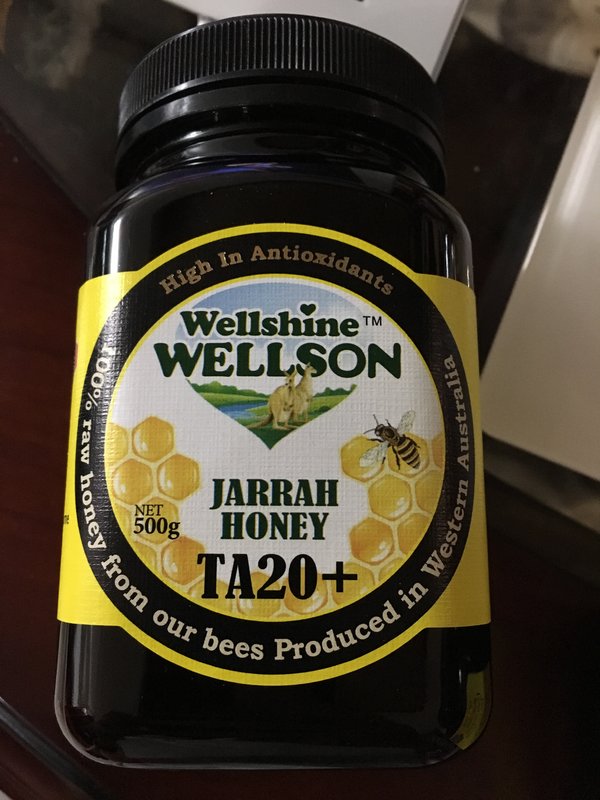 High In Antioxidants
Wellshine™
WELLSON
JARRAH
HONEY
TA20+
NET
500g
100% raw honey from our bees Produced in Western Australia